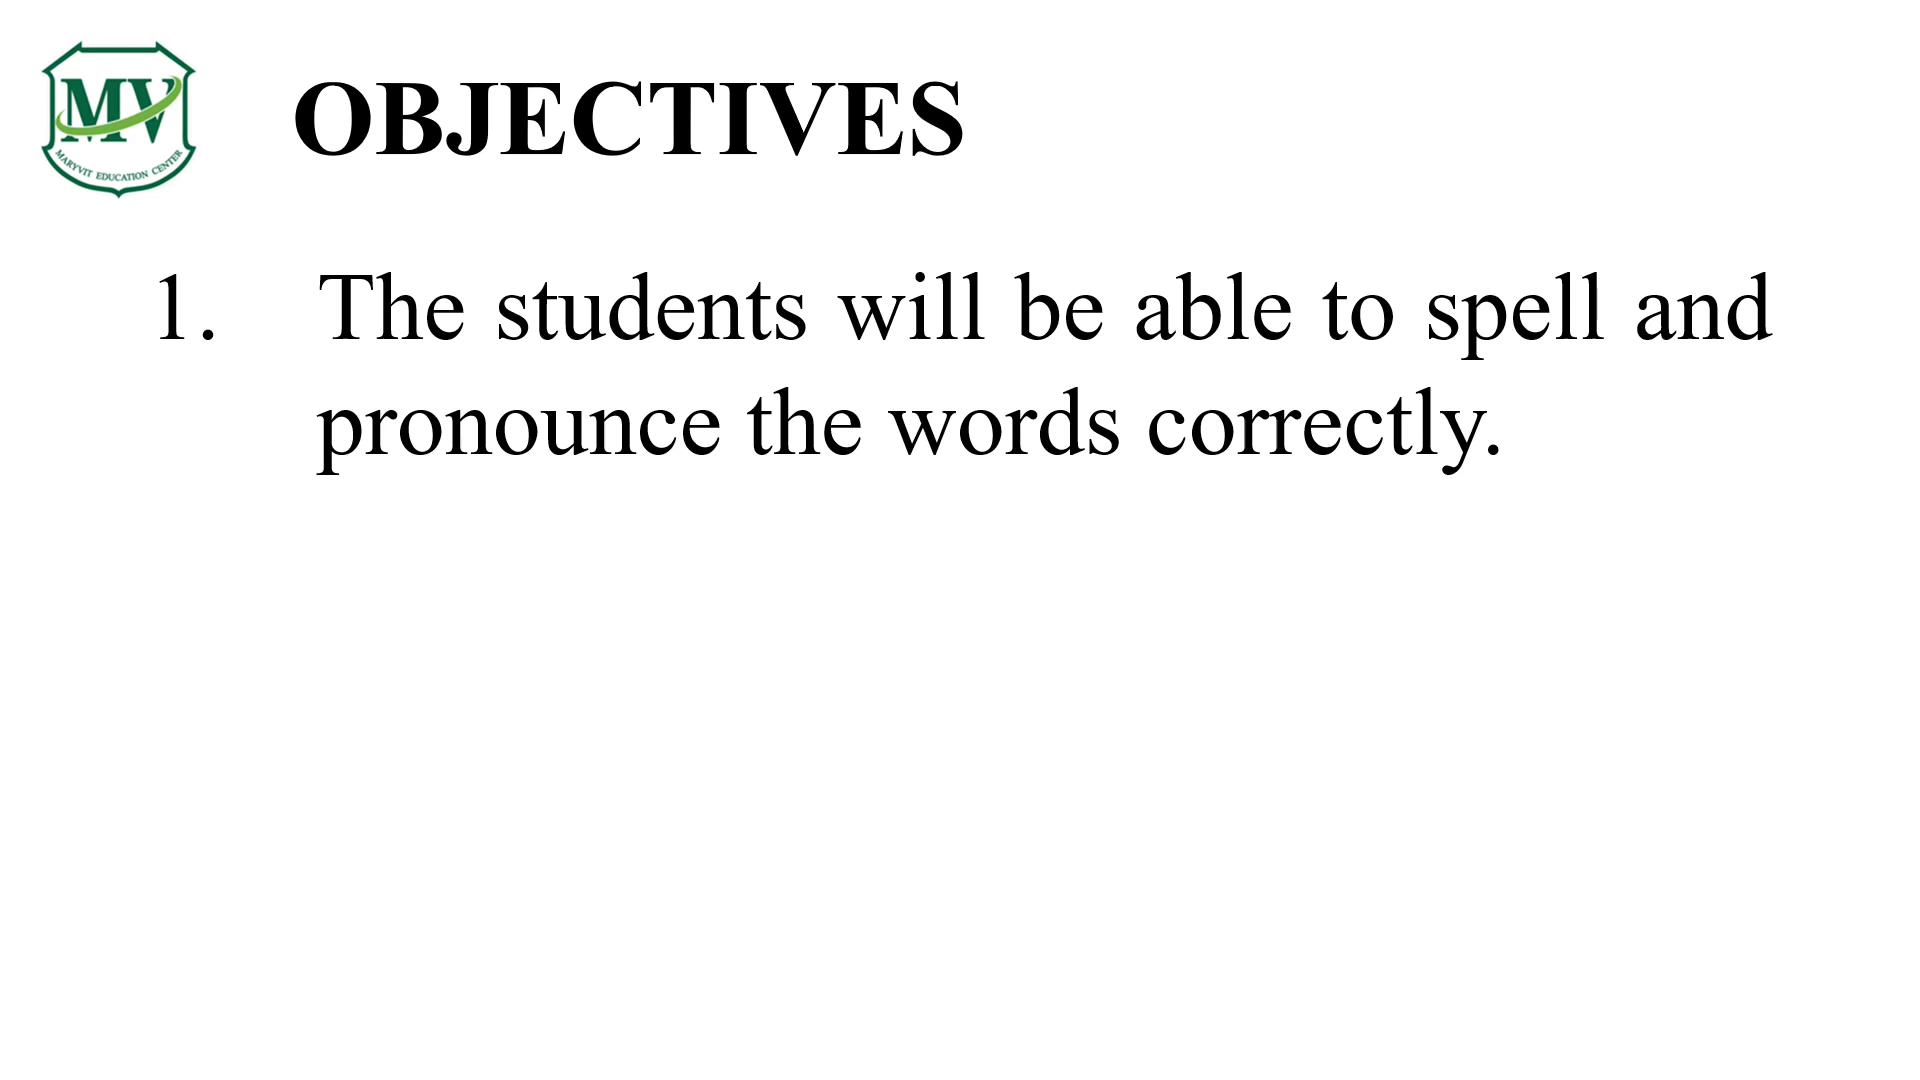 MV
MARYVIT EDUCATION CENTER
OBJECTIVES
1. The students will be able to spell and
pronounce the words correctly.